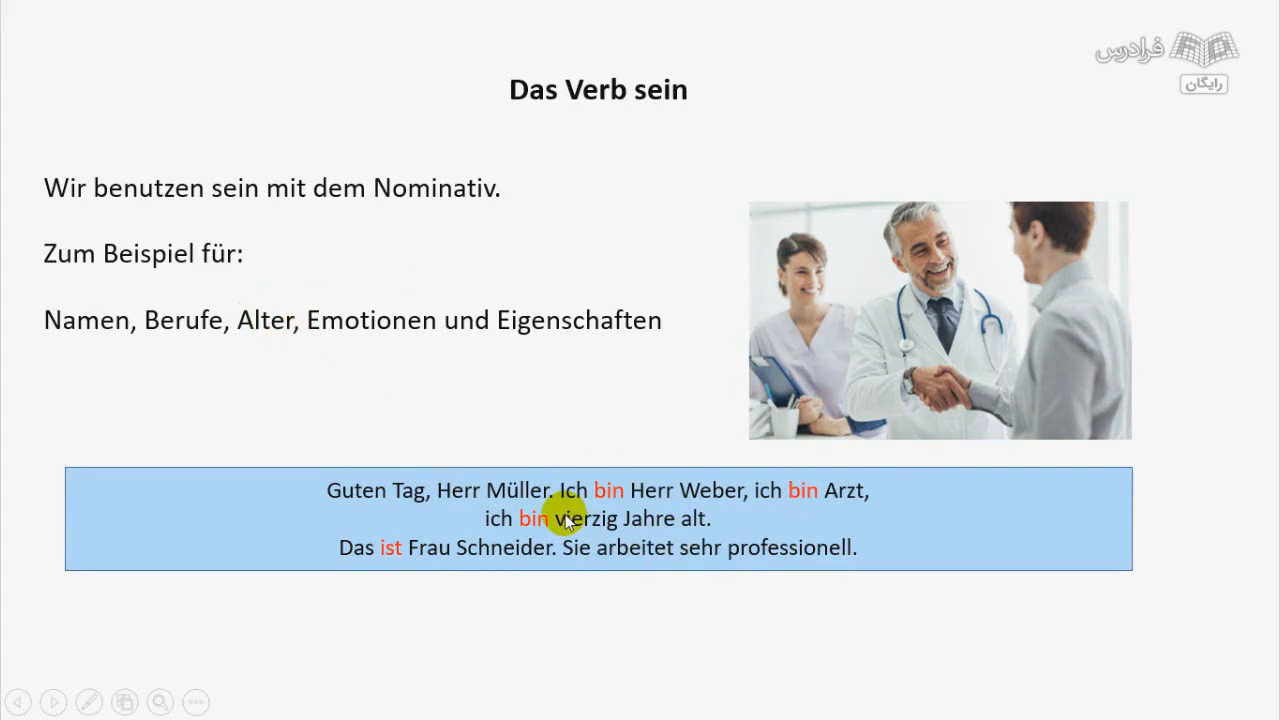 فرادرس
رایگان
Das Verb sein
Wir benutzen sein mit dem Nominativ.
Zum Beispiel für:
Namen, Berufe, Alter, Emotionen und Eigenschaften
Guten Tag, Herr Müller. Ich bin Herr Weber, ich bin Arzt,
ich bin vierzig Jahre alt.
Das ist Frau Schneider. Sie arbeitet sehr professionell.